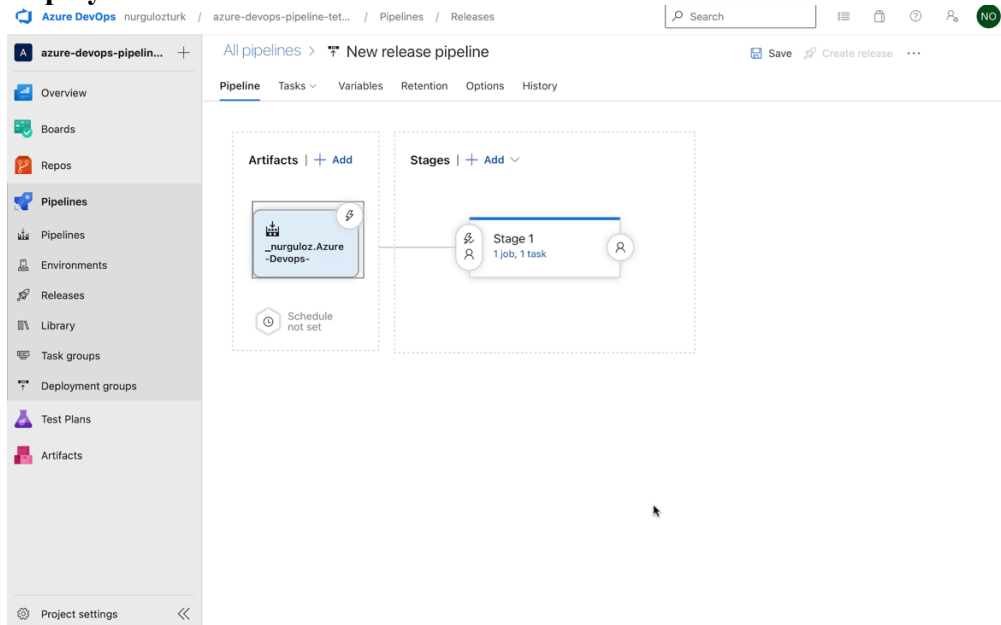 Azure DevOps nurgulozturk / azure-devops-pipeline-tet... / Pipelines / Releases
Search
NO
A azure-devops-pipelin...
All pipelines > New release pipeline
Save Create release ...
Pipeline Tasks Variables Retention Options History
Overview
Boards
Repos
Pipelines
Pipelines
Environments
Releases
Library
Task groups
Deployment groups
Test Plans
Artifacts
Project settings
Artifacts | + Add
_nurguloz.Azure
-Devops-
Schedule
not set
Stages | + Add
Stage 1
1 job, 1 task